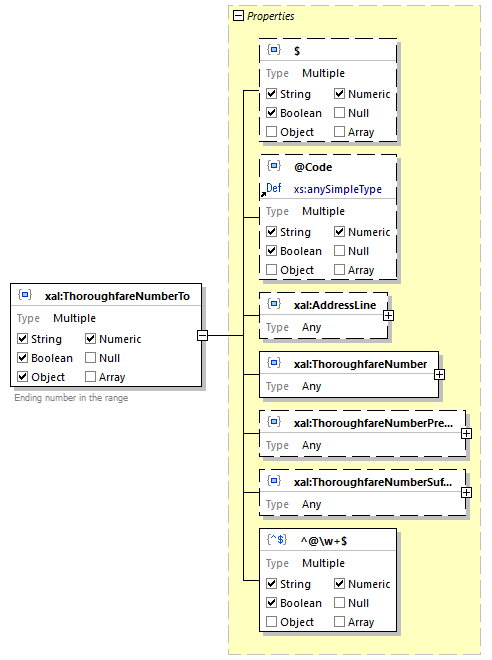 Properties
$
Type Multiple
String Numeric
Boolean Null
Object Array
@Code
Def xs:anySimpleType
Type Multiple
String Numeric
Boolean Null
Object Array
xal:ThoroughfareNumberTo
Type Multiple
String Numeric
Boolean Null
Object Array
Ending number in the range
xal:AddressLine
Type Any
xal:ThoroughfareNumber
Type Any
xal:ThoroughfareNumberPre...
Type Any
xal:ThoroughfareNumberSuf...
Type Any
{^$} ^@\w+$
Type Multiple
String Numeric
Boolean Null
Object Array